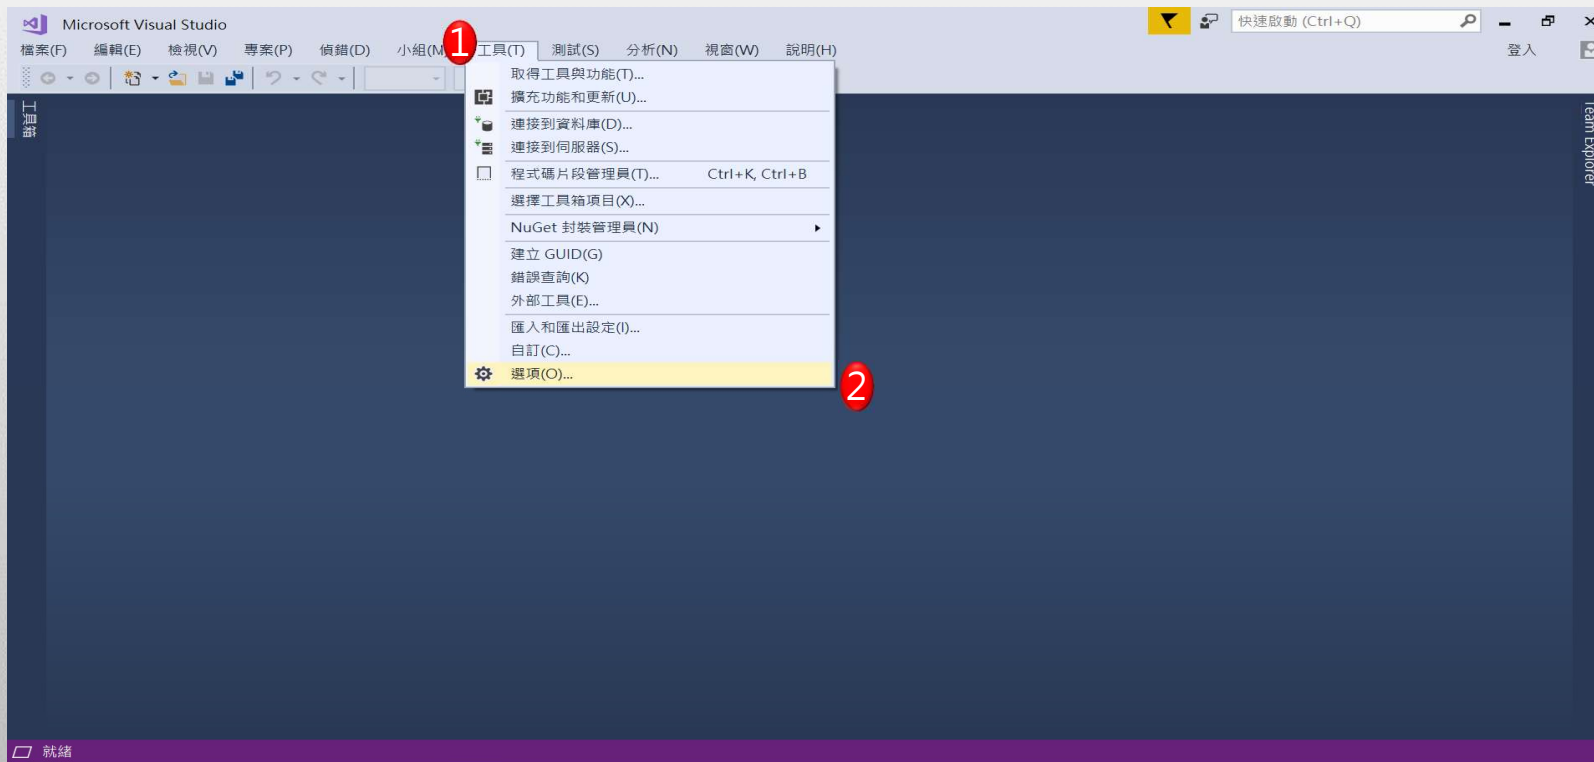 Microsoft Visual Studio
快速啟動 (Ctrl+Q)
檔案(F) 編輯(E) 檢視(V) 專案(P) 偵錯(D) 小組(M) 工具(T) 測試(S) 分析(N) 視窗(W) 說明(H)
登入
1
取得工具與功能(T)...
擴充功能和更新(U)...
連接到資料庫(D)...
連接到伺服器(S)...
程式碼片段管理員(T)... Ctrl+K, Ctrl+B
選擇工具箱項目(X)...
NuGet 封裝管理員(N)
建立 GUID(G)
錯誤查詢(K)
外部工具(E)...
匯入和匯出設定(I)...
自訂(C)...
選項(O)...
2
工具箱
Team Explorer
就緒